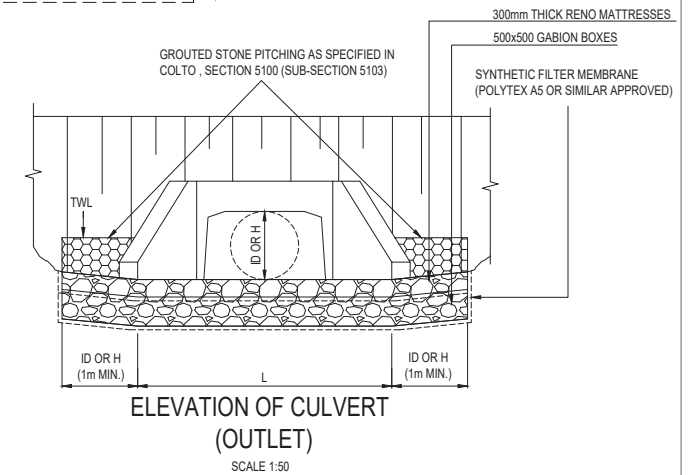 300mm THICK RENO MATTRESSES
500x500 GABION BOXES
GROUTED STONE PITCHING AS SPECIFIED IN
COLTO , SECTION 5100 (SUB-SECTION 5103)
SYNTHETIC FILTER MEMBRANE
(POLYTEX A5 OR SIMILAR APPROVED)
TWL
ID OR H
ID OR H
(1m MIN.)
L
ID OR H
(1m MIN.)
ELEVATION OF CULVERT
(OUTLET)
SCALE 1:50